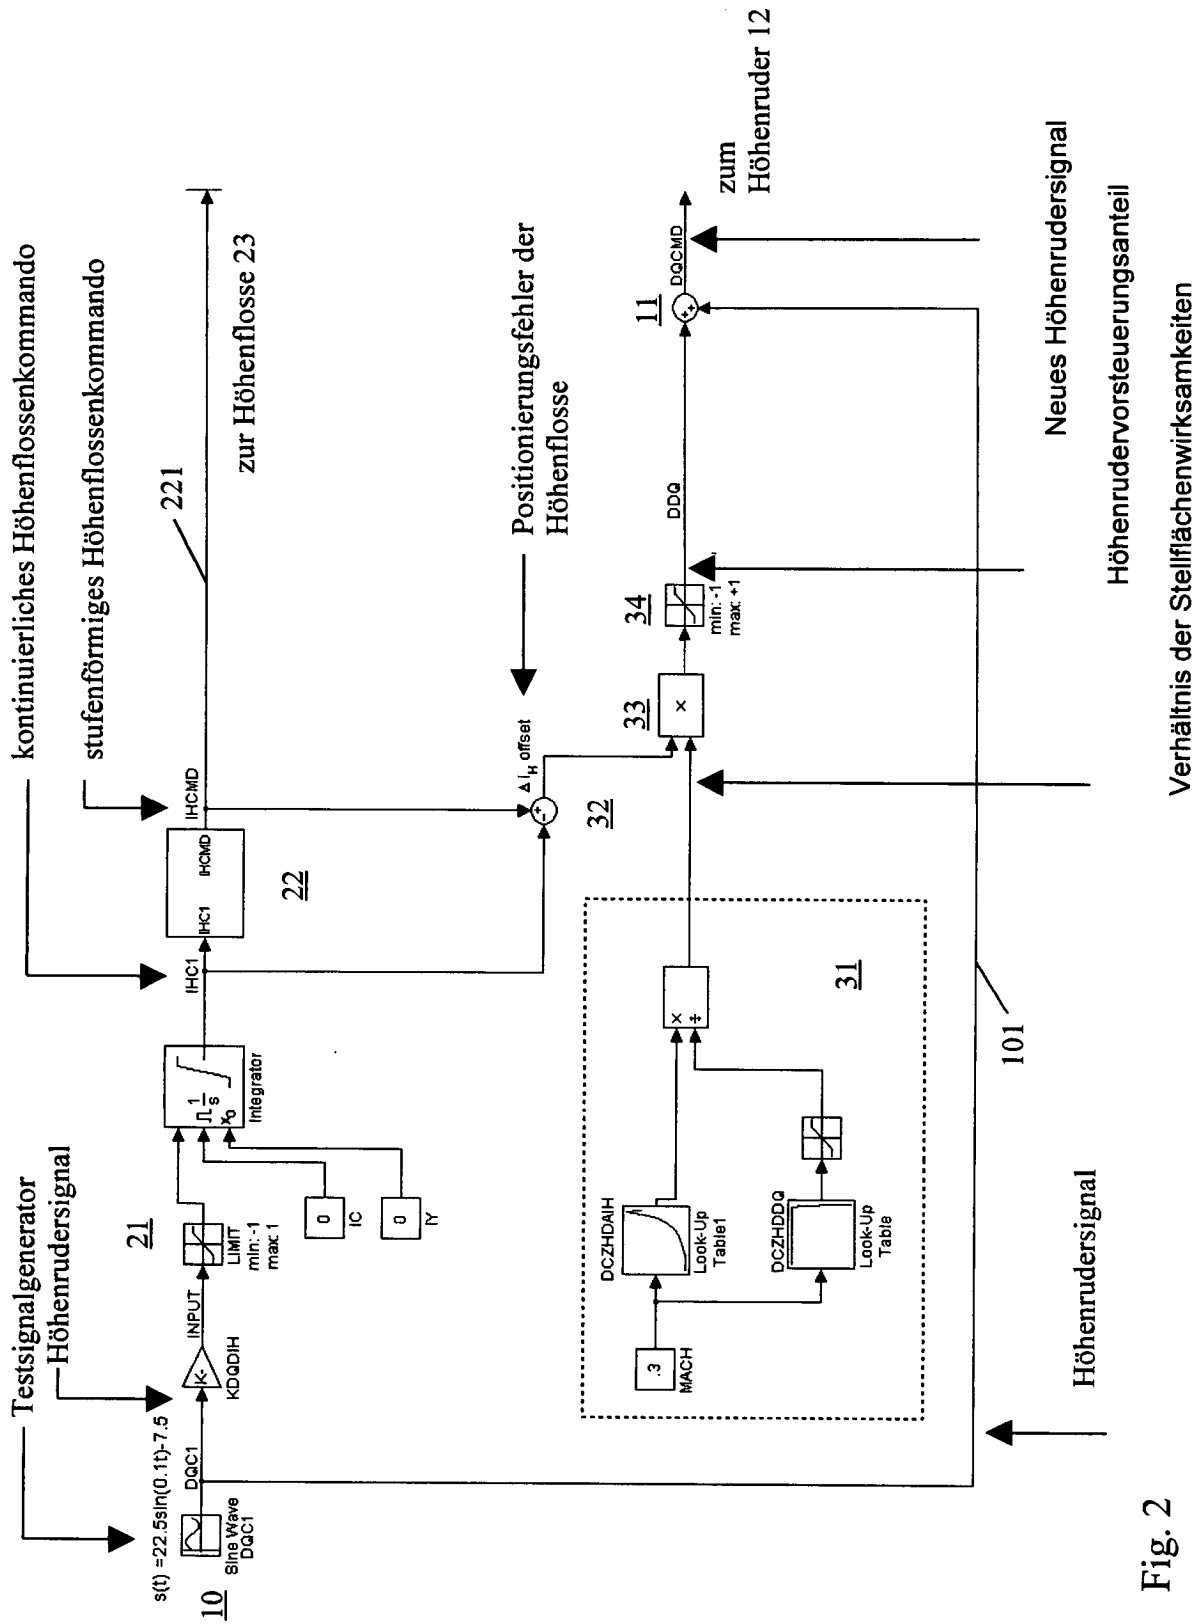 Testsignalgenerator
Höhenrudersignal
kontinuierliches Höhenflossenkommando
stufenförmiges Höhenflossenkommando
s(t) =22.5sin(0.1t)-7.5
10
Sine Wave
DQC1
DQC1
K-
KDQDIH
INPUT
21
LIMIT
min: -1
max: 1
0
IC
0
IY
1
s
x₀
Integrator
IHC1
IHC1
IHCMD
22
IHCMD
221
zur Höhenflosse 23
Positionierungsfehler der
Höhenflosse
Δ i_H offset
- +
32
.3
MACH
DCZHDAIH
Look-Up
Table1
DCZHDDQ
Look-Up
Table
×
÷
31
33
×
34
min: -1
max: +1
DDQ
11
+ +
DQCMD
zum
Höhenruder 12
101
Höhenrudersignal
Neues Höhenrudersignal
Höhenrudervorsteuerungsanteil
Verhältnis der Stellflächenwirksamkeiten
Fig. 2